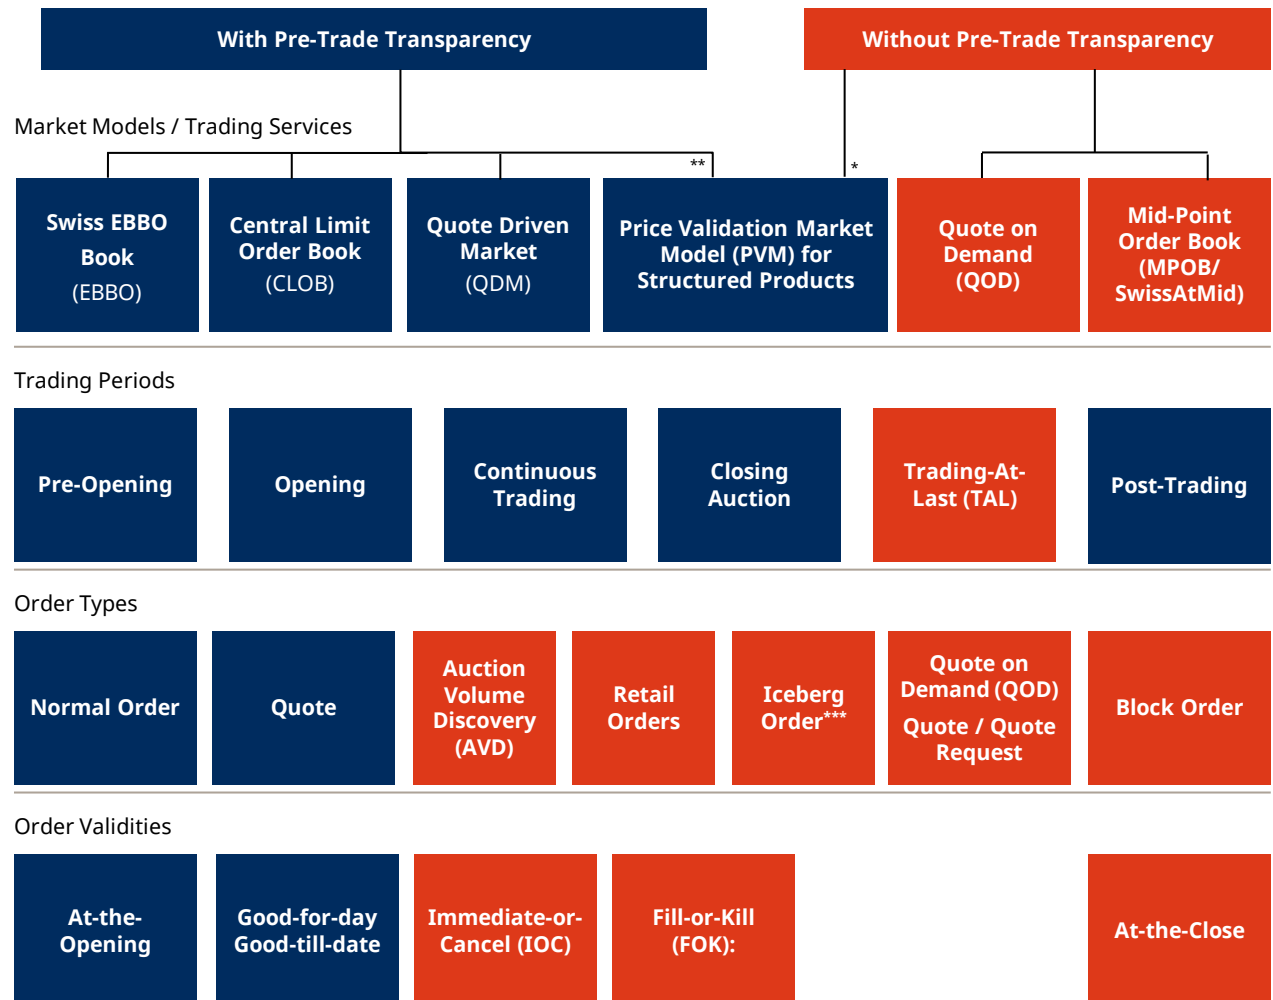 With Pre-Trade Transparency
Without Pre-Trade Transparency
Market Models / Trading Services
**
*
Swiss EBBO
Book
(EBBO)
Central Limit
Order Book
(CLOB)
Quote Driven
Market
(QDM)
Price Validation Market
Model (PVM) for
Structured Products
Quote on
Demand
(QOD)
Mid-Point
Order Book
(MPOB/
SwissAtMid)
Trading Periods
Pre-Opening
Opening
Continuous
Trading
Closing
Auction
Trading-At-
Last (TAL)
Post-Trading
Order Types
Normal Order
Quote
Auction
Volume
Discovery
(AVD)
Retail
Orders
Iceberg
Order***
Quote on
Demand (QOD)
Quote / Quote
Request
Block Order
Order Validities
At-the-
Opening
Good-for-day
Good-till-date
Immediate-or-
Cancel (IOC)
Fill-or-Kill
(FOK):
At-the-Close